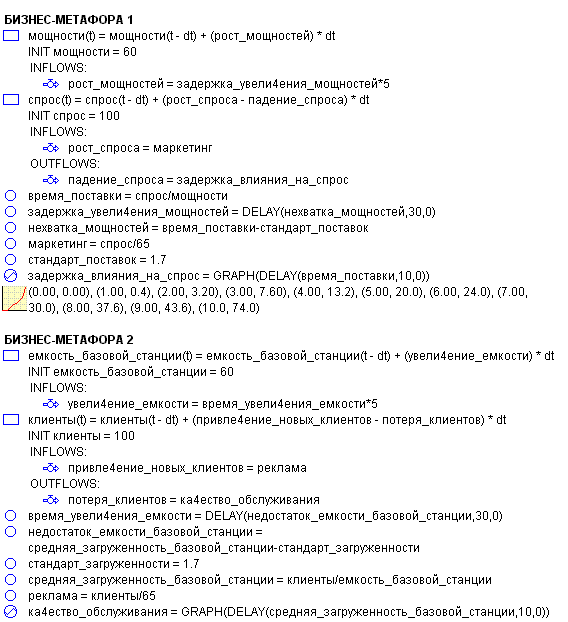 БИЗНЕС-МЕТАФОРА 1
мощности(t) = мощности(t - dt) + (рост_мощностей) * dt
INIT мощности = 60
INFLOWS:
рост_мощностей = задержка_увели4ения_мощностей*5
спрос(t) = спрос(t - dt) + (рост_спроса - падение_спроса) * dt
INIT спрос = 100
INFLOWS:
рост_спроса = маркетинг
OUTFLOWS:
падение_спроса = задержка_влияния_на_спрос
время_поставки = спрос/мощности
задержка_увели4ения_мощностей = DELAY(нехватка_мощностей,30,0)
нехватка_мощностей = время_поставки-стандарт_поставок
маркетинг = спрос/65
стандарт_поставок = 1.7
задержка_влияния_на_спрос = GRAPH(DELAY(время_поставки,10,0))
(0.00, 0.00), (1.00, 0.4), (2.00, 3.20), (3.00, 7.60), (4.00, 13.2), (5.00, 20.0), (6.00, 24.0), (7.00,
30.0), (8.00, 37.6), (9.00, 43.6), (10.0, 74.0)
БИЗНЕС-МЕТАФОРА 2
емкость_базовой_станции(t) = емкость_базовой_станции(t - dt) + (увели4ение_емкости) * dt
INIT емкость_базовой_станции = 60
INFLOWS:
увели4ение_емкости = время_увели4ения_емкости*5
клиенты(t) = клиенты(t - dt) + (привле4ение_новых_клиентов - потеря_клиентов) * dt
INIT клиенты = 100
INFLOWS:
привле4ение_новых_клиентов = реклама
OUTFLOWS:
потеря_клиентов = ка4ество_обслуживания
время_увели4ения_емкости = DELAY(недостаток_емкости_базовой_станции,30,0)
недостаток_емкости_базовой_станции =
средняя_загруженность_базовой_станции-стандарт_загруженности
стандарт_загруженности = 1.7
средняя_загруженность_базовой_станции = клиенты/емкость_базовой_станции
реклама = клиенты/65
ка4ество_обслуживания = GRAPH(DELAY(средняя_загруженность_базовой_станции,10,0))